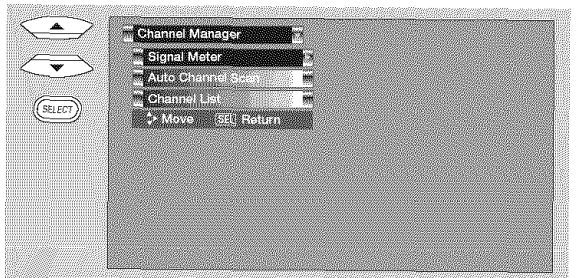 Channel Manager
Signal Meter
Auto Channel Scan
Channel List
Move SEL Return
SELECT